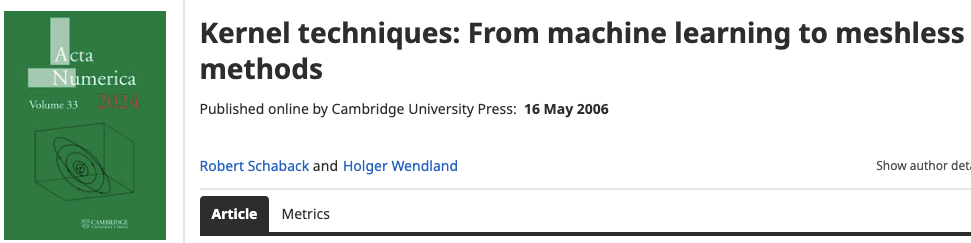 Acta
Numerica
Volume 33 2024
CAMBRIDGE
UNIVERSITY PRESS
Kernel techniques: From machine learning to meshless
methods
Published online by Cambridge University Press: 16 May 2006
Robert Schaback and Holger Wendland
Show author deta
Article Metrics